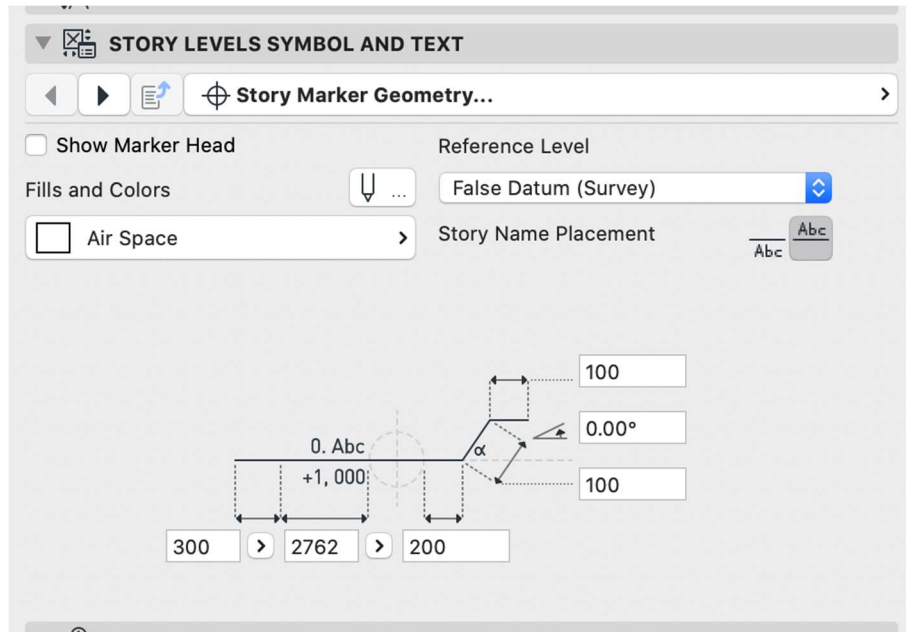 STORY LEVELS SYMBOL AND TEXT
Story Marker Geometry...
Show Marker Head
Reference Level
Fills and Colors
...
False Datum (Survey)
Air Space
Story Name Placement
Abc
Abc
100
0.00°
0. Abc
α
+1, 000
100
300
2762
200